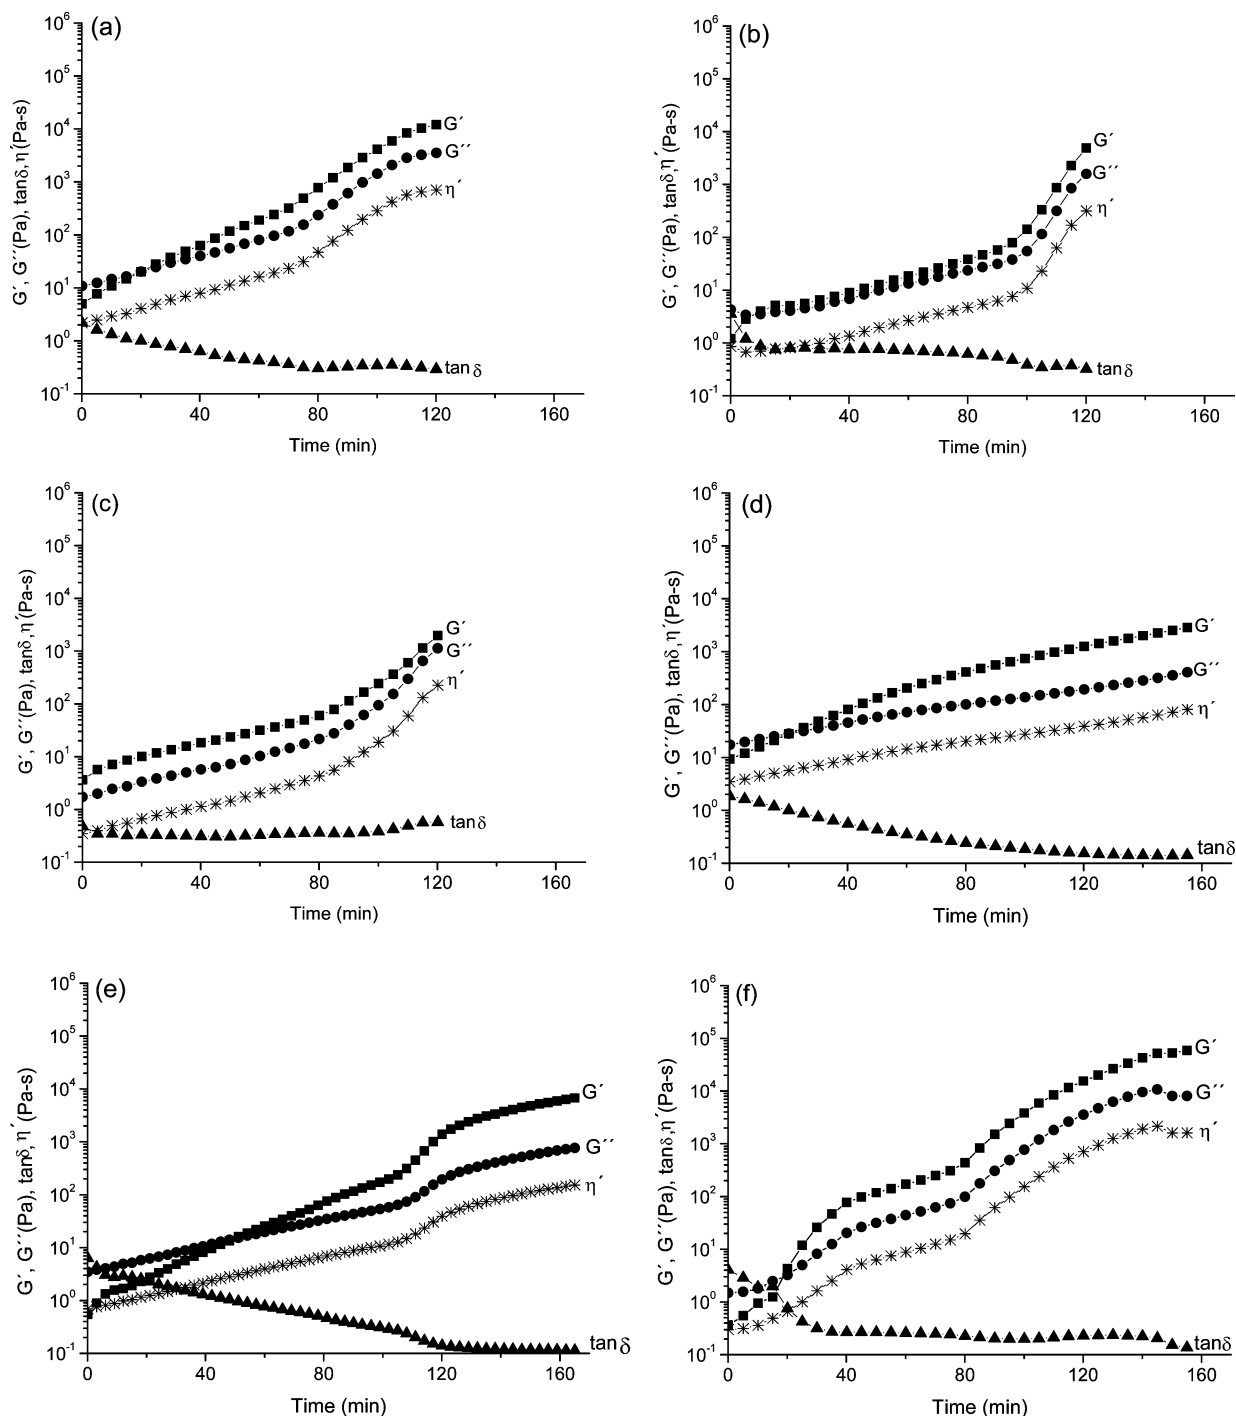 (a)
10^6
10^5
10^4
10^3
10^2
10^1
10^0
10^-1
G´, G´´(Pa), tanδ, η´(Pa-s)
G´
G´´
η´
tan δ
0 40 80 120 160
Time (min)
(b)
10^6
10^5
10^4
10^3
10^2
10^1
10^0
10^-1
G´, G´´(Pa), tanδ, η´(Pa-s)
G´
G´´
η´
tan δ
0 40 80 120 160
Time (min)
(c)
10^6
10^5
10^4
10^3
10^2
10^1
10^0
10^-1
G´, G´´(Pa), tanδ, η´(Pa-s)
G´
G´´
η´
tanδ
0 40 80 120 160
Time (min)
(d)
10^6
10^5
10^4
10^3
10^2
10^1
10^0
10^-1
G´, G´´(Pa), tanδ, η´(Pa-s)
G´
G´´
η´
tanδ
0 40 80 120 160
Time (min)
(e)
10^6
10^5
10^4
10^3
10^2
10^1
10^0
10^-1
G´, G´´(Pa), tanδ, η´(Pa-s)
G´
G´´
η´
tan δ
0 40 80 120 160
Time (min)
(f)
10^6
10^5
10^4
10^3
10^2
10^1
10^0
10^-1
G´, G´´(Pa), tanδ, η´(Pa-s)
G´
G´´
η´
tanδ
0 40 80 120 160
Time (min)